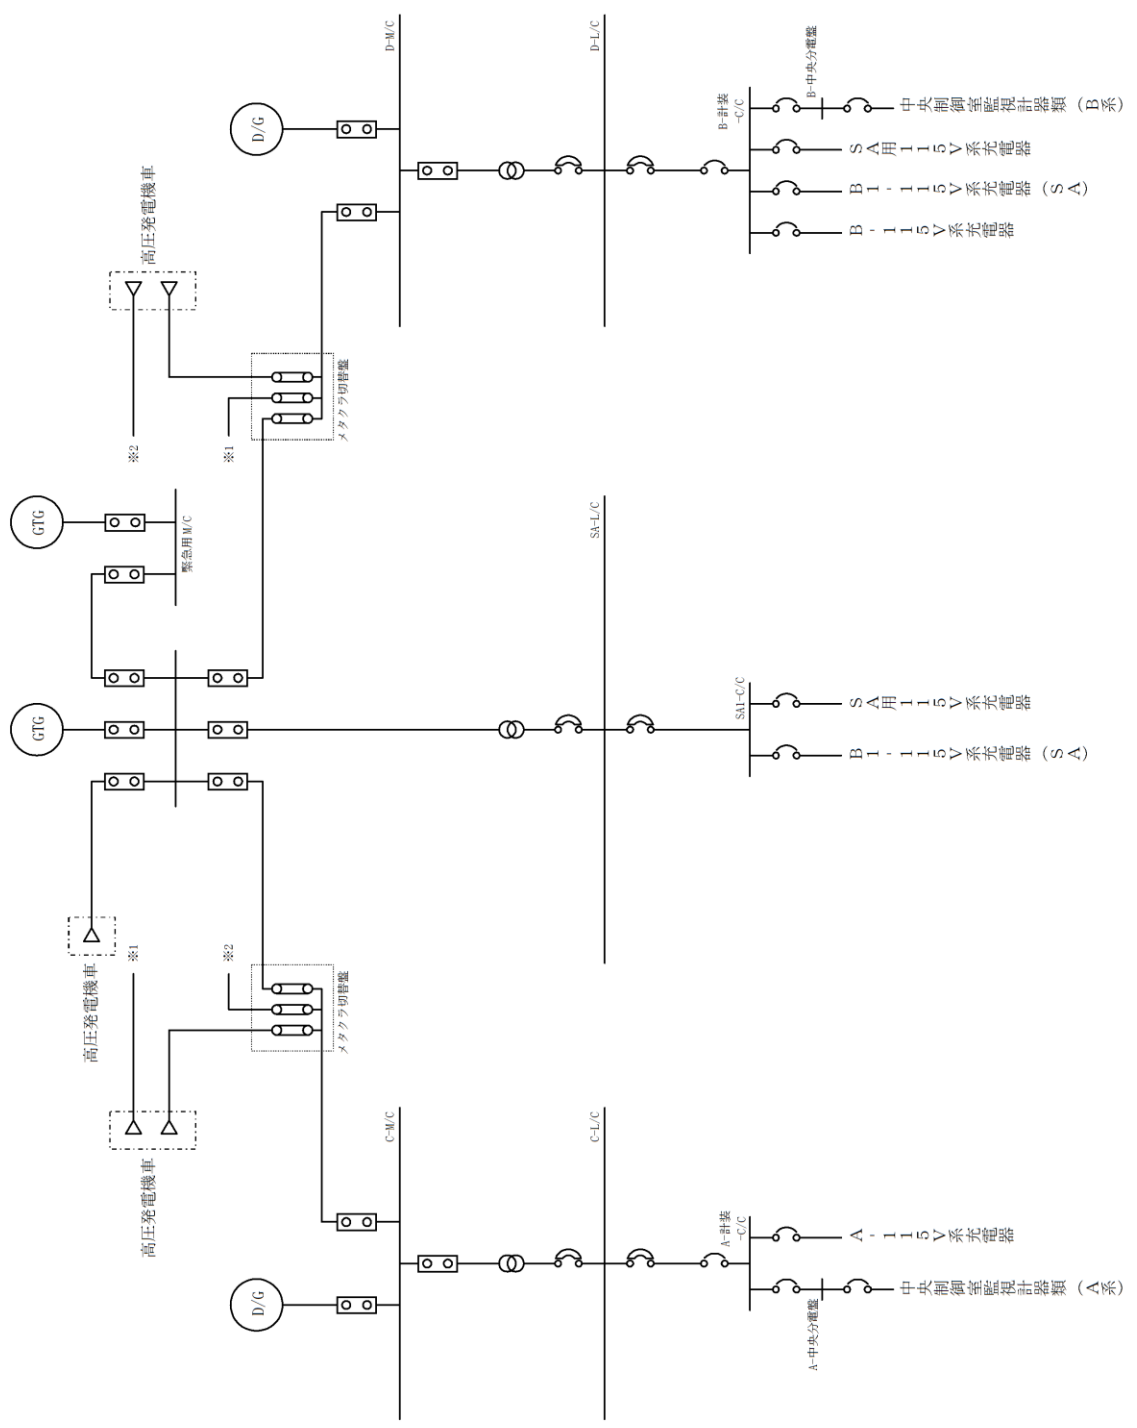 D-M/C
D-L/C
D/G
B-計装
-C/C
B-中央分電盤
中央制御室監視計器類(B系)
SA用115V系充電器
B1-115V系充電器(SA)
B-115V系充電器
高圧発電機車
メタクラ切替盤
※2
※1
GTG
緊急用M/C
SA-L/C
GTG
SA1-C/C
SA用115V系充電器
B1-115V系充電器(SA)
高圧発電機車
※1
※2
メタクラ切替盤
高圧発電機車
C-M/C
C-L/C
D/G
A-計装
-C/C
A-115V系充電器
中央制御室監視計器類(A系)
A-中央分電盤